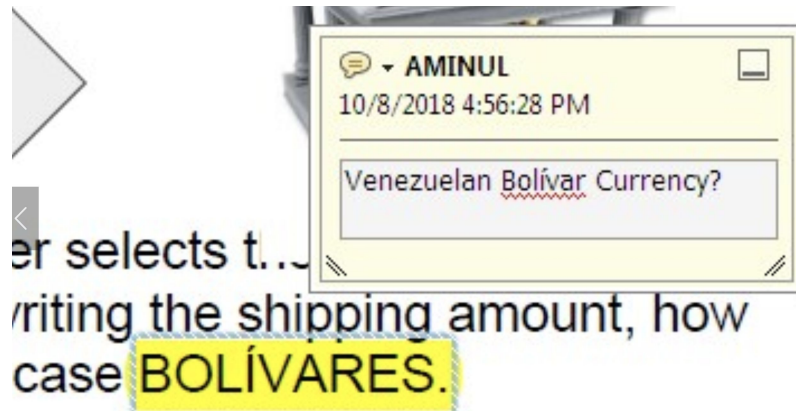 AMINUL
10/8/2018 4:56:28 PM
Venezuelan Bolívar Currency?
er selects
riting the shipping amount, how
case BOLÍVARES.